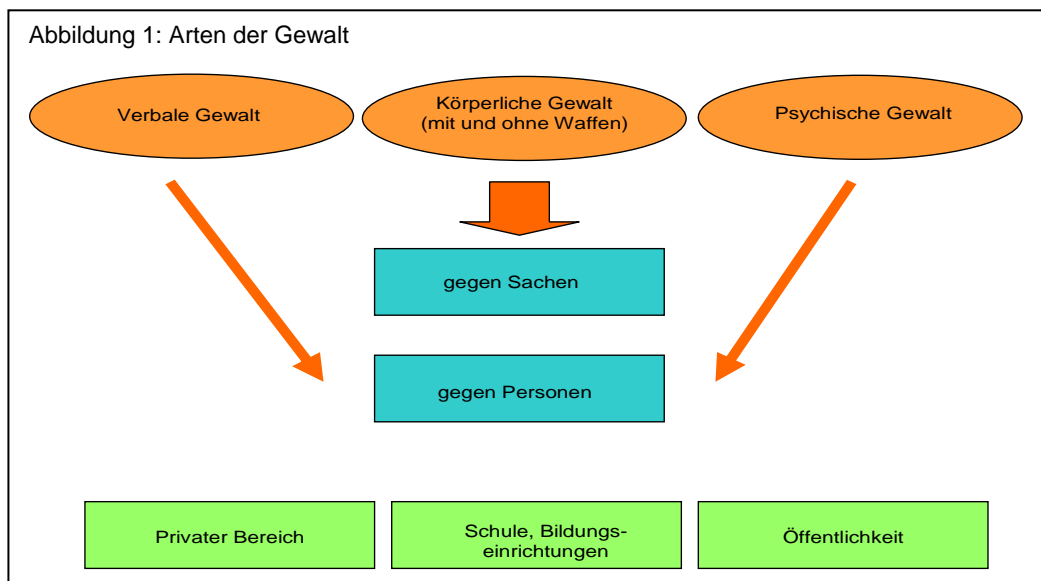 Abbildung 1: Arten der Gewalt
Verbale Gewalt
Körperliche Gewalt
(mit und ohne Waffen)
Psychische Gewalt
gegen Sachen
gegen Personen
Privater Bereich
Schule, Bildungs-
einrichtungen
Öffentlichkeit